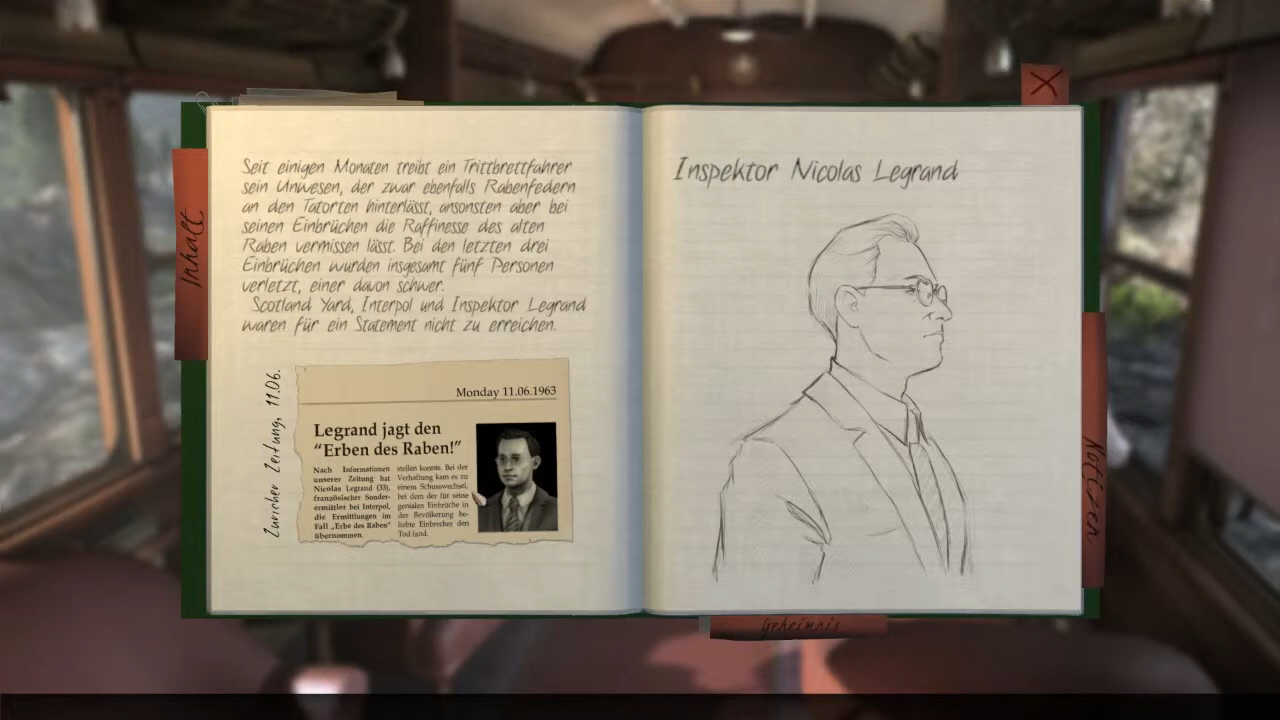 Seit einigen Monaten treibt ein Trittbrettfahrer
sein Unwesen, der zwar ebenfalls Rabenfedern
an den Tatorten hinterlässt, ansonsten aber bei
seinen Einbrüchen die Raffinesse des alten
Raben vermissen lässt. Bei den letzten drei
Einbrüchen wurden insgesamt fünf Personen
verletzt, einer davon schwer.
Scotland Yard, Interpol und Inspektor Legrand
waren für ein Statement nicht zu erreichen.
Züricher Zeitung, 11.06.
Monday 11.06.1963
Legrand jagt den
“Erben des Raben!”
Nach Informationen
unserer Zeitung hat
Nicolas Legrand (33),
französischer Sonder-
ermittler bei Interpol,
die Ermittlungen im
Fall „Erbe des Raben"
übernommen.
stellen konnte. Bei der
Verhaftung kam es zu
einem Schusswechsel,
bei dem der für seine
genialen Einbrüche in
der Bevölkerung be-
liebte Einbrecher den
Tod fand.
Inspektor Nicolas Legrand
Inhalt
Notizen
Geheimnis
X